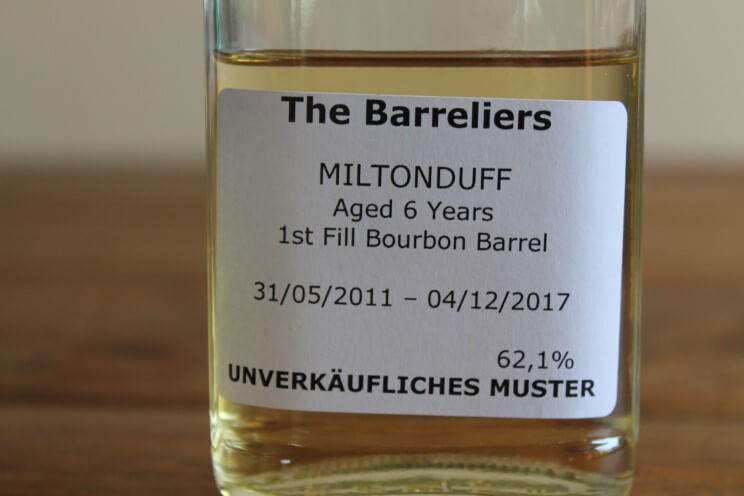 The Barreliers
MILTONDUFF
Aged 6 Years
1st Fill Bourbon Barrel
31/05/2011 – 04/12/2017
62,1%
UNVERKÄUFLICHES MUSTER